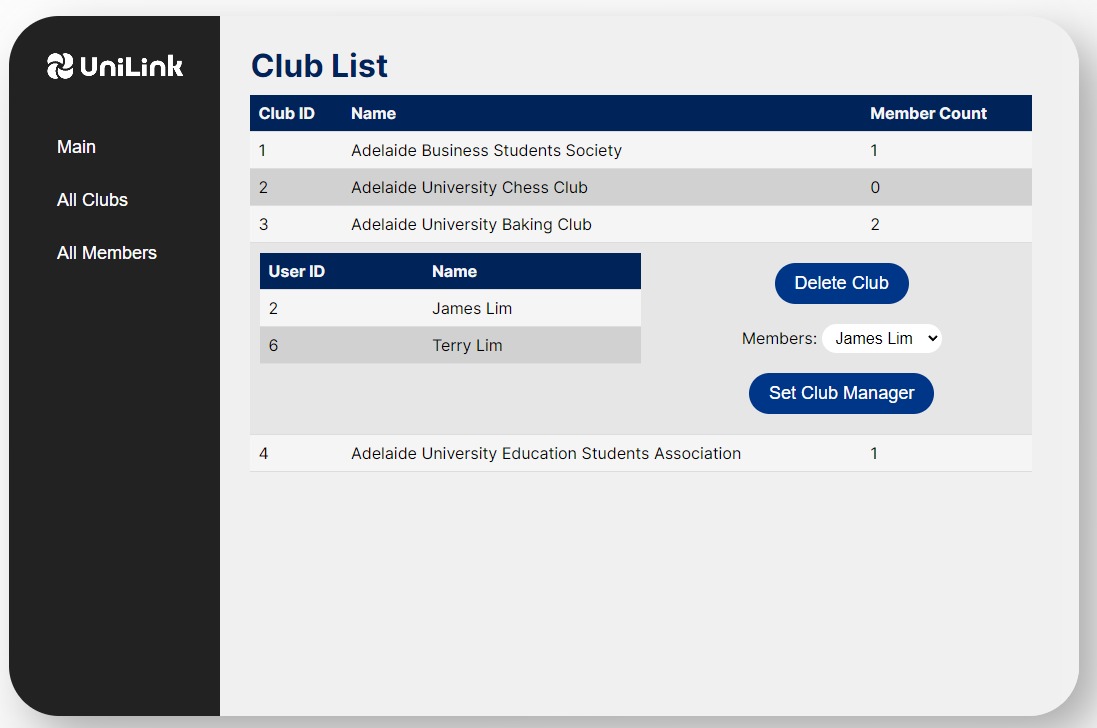 UniLink
Main
All Clubs
All Members
Club List
Club ID Name Member Count
1 Adelaide Business Students Society 1
2 Adelaide University Chess Club 0
3 Adelaide University Baking Club 2
User ID Name
2 James Lim
6 Terry Lim
Delete Club
Members: James Lim
Set Club Manager
4 Adelaide University Education Students Association 1